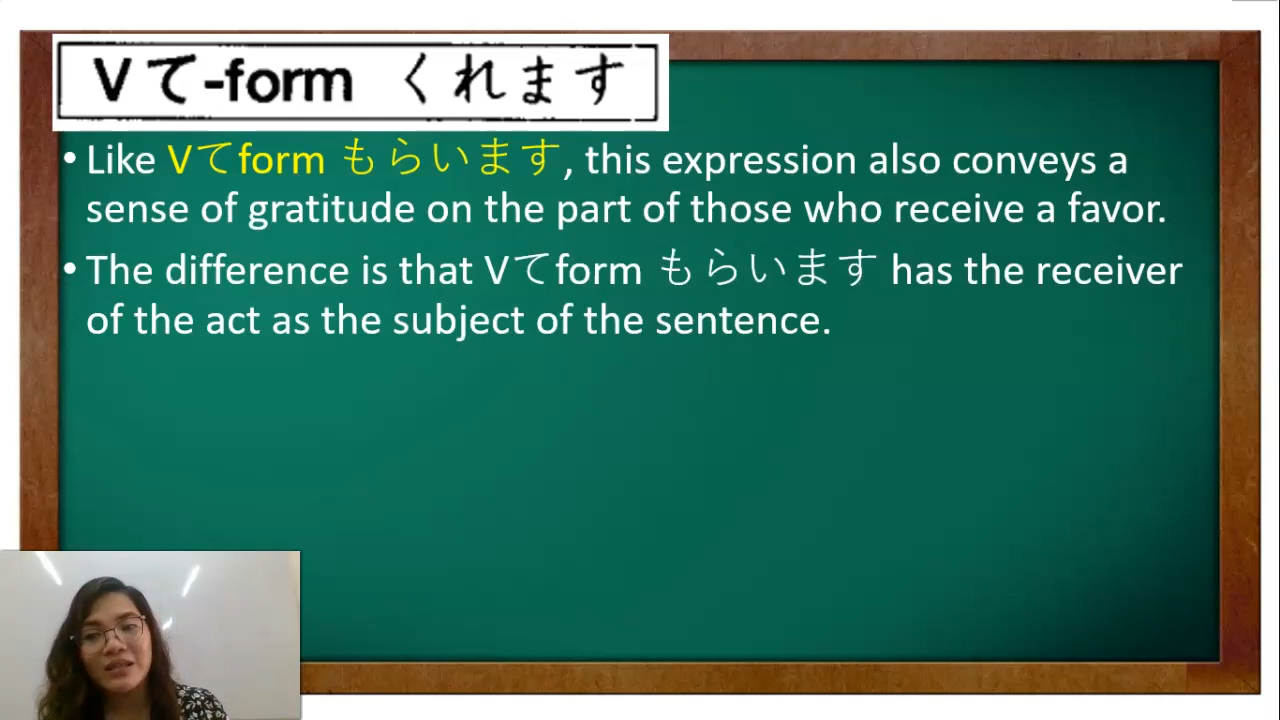 Vて-form くれます
• Like Vてform もらいます, this expression also conveys a
sense of gratitude on the part of those who receive a favor.
• The difference is that Vてform もらいます has the receiver
of the act as the subject of the sentence.